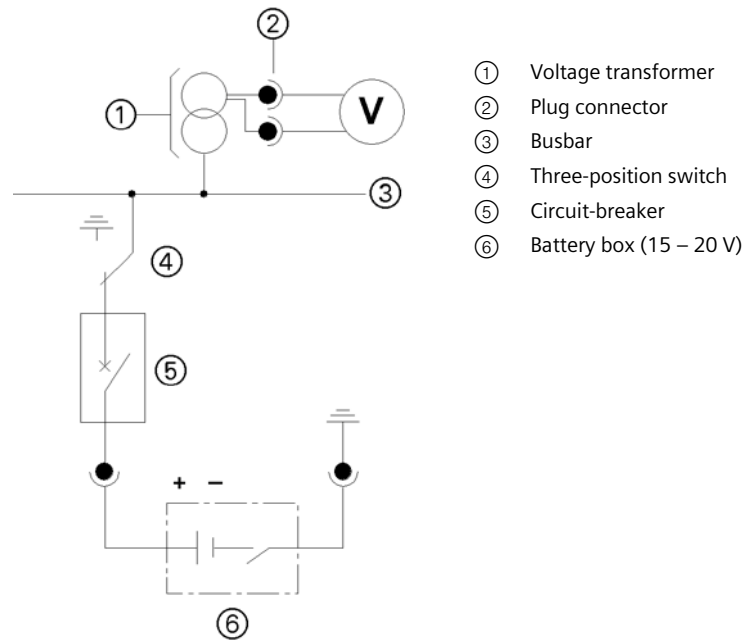 ②
① V
③
④
⑤
+ −
⑥
① Voltage transformer
② Plug connector
③ Busbar
④ Three-position switch
⑤ Circuit-breaker
⑥ Battery box (15 – 20 V)